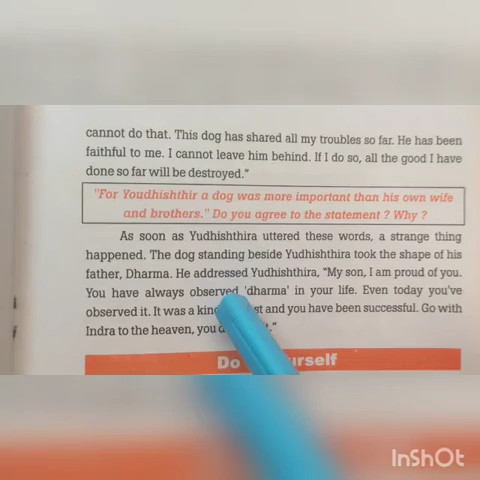 cannot do that. This dog has shared all my troubles so far. He has been
faithful to me. I cannot leave him behind. If I do so, all the good I have
done so far will be destroyed."
"For Youdhishthir a dog was more important than his own wife
and brothers." Do you agree to the statement ? Why ?
As soon as Yudhishthira uttered these words, a strange thing
happened. The dog standing beside Yudhishthira took the shape of his
father, Dharma. He addressed Yudhishthira, "My son, I am proud of you.
You have always observed 'dharma' in your life. Even today you've
observed it. It was a kind and you have been successful. Go with
Indra to the heaven, you
Do
InShOt